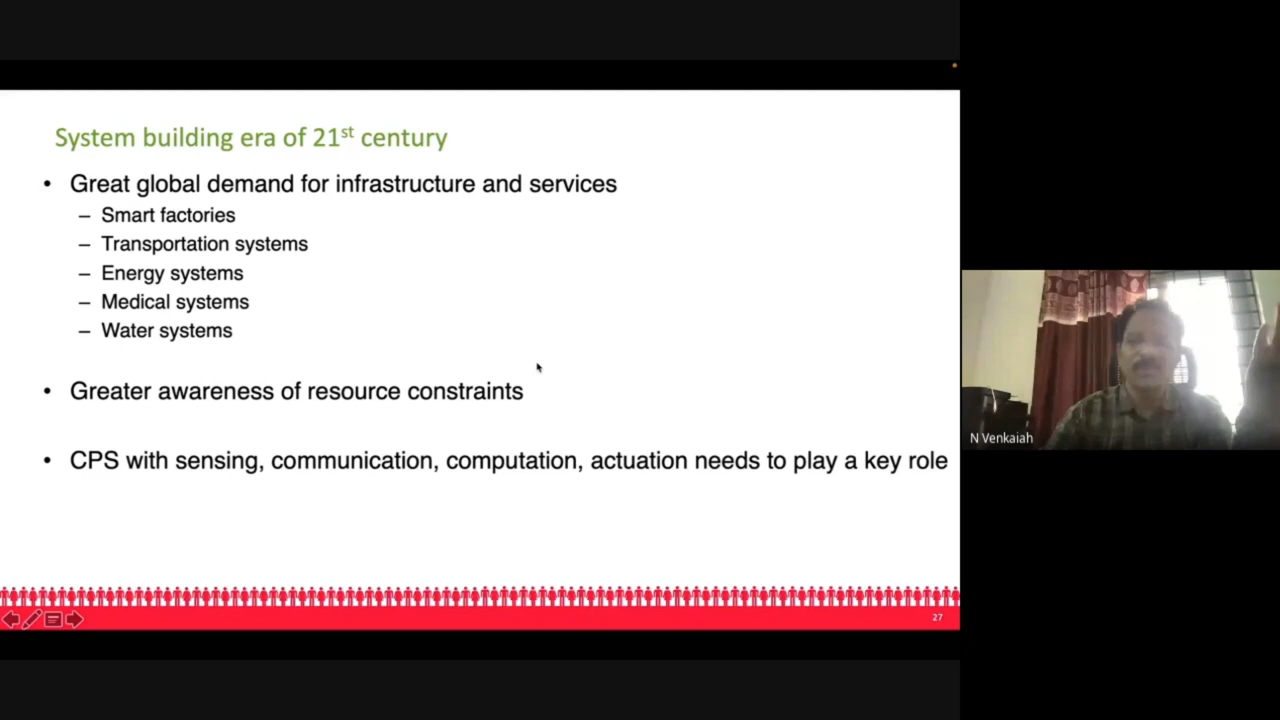 System building era of 21st century
• Great global demand for infrastructure and services
– Smart factories
– Transportation systems
– Energy systems
– Medical systems
– Water systems
• Greater awareness of resource constraints
• CPS with sensing, communication, computation, actuation needs to play a key role
27
N Venkaiah